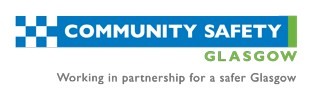 COMMUNITY SAFETY
GLASGOW
Working in partnership for a safer Glasgow